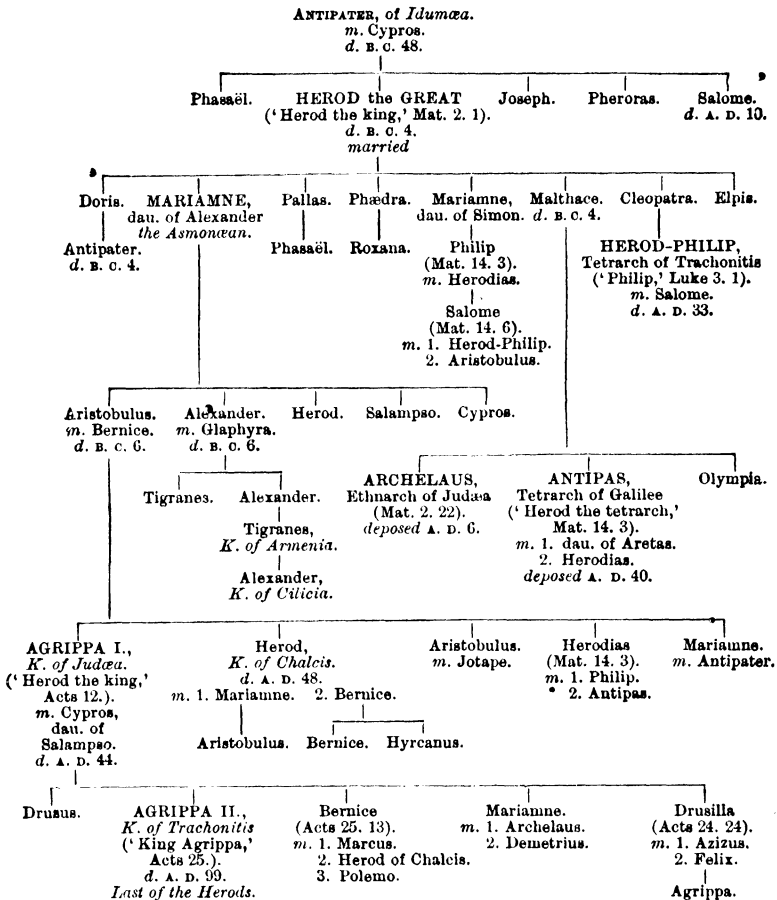 ANTIPATER, of Idumæa.
m. Cypros.
d. B. C. 48.
Phasaël. HEROD the GREAT Joseph. Pheroras. Salome.
(‘Herod the king,’ Mat. 2. 1). d. A. D. 10.
d. B. C. 4.
married
Doris. MARIAMNE, Pallas. Phædra. Mariamne, Malthace. Cleopatra. Elpis.
dau. of Alexander dau. of Simon. d. B. C. 4.
the Asmonæan.
Antipater. Phasaël. Roxana. Philip HEROD-PHILIP,
d. B. C. 4. (Mat. 14. 3). Tetrarch of Trachonitis
m. Herodias. (‘Philip,’ Luke 3. 1).
m. Salome.
Salome d. A. D. 33.
(Mat. 14. 6).
m. 1. Herod-Philip.
2. Aristobulus.
Aristobulus. Alexander. Herod. Salampso. Cypros.
m. Bernice. m. Glaphyra.
d. B. C. 6. d. B. C. 6.
ARCHELAUS, ANTIPAS, Olympia.
Tigranes. Alexander. Ethnarch of Judæa Tetrarch of Galilee
(Mat. 2. 22). (‘Herod the tetrarch,’
deposed A. D. 6. Mat. 14. 3).
Tigranes, m. 1. dau. of Aretas.
K. of Armenia. 2. Herodias.
deposed A. D. 40.
Alexander,
K. of Cilicia.
AGRIPPA I., Herod, Aristobulus. Herodias Mariamne.
K. of Judæa. K. of Chalcis. m. Jotape. (Mat. 14. 3). m. Antipater.
(‘Herod the king,’ d. A. D. 48. m. 1. Philip.
Acts 12.). m. 1. Mariamne. 2. Bernice. 2. Antipas.
m. Cypros,
dau. of Aristobulus. Bernice. Hyrcanus.
Salampso.
d. A. D. 44.
Drusus. AGRIPPA II., Bernice Mariamne. Drusilla
K. of Trachonitis (Acts 25. 13). m. 1. Archelaus. (Acts 24. 24).
(‘King Agrippa,’ m. 1. Marcus. 2. Demetrius. m. 1. Azizus.
Acts 25.). 2. Herod of Chalcis. 2. Felix.
d. A. D. 99. 3. Polemo.
Last of the Herods. Agrippa.